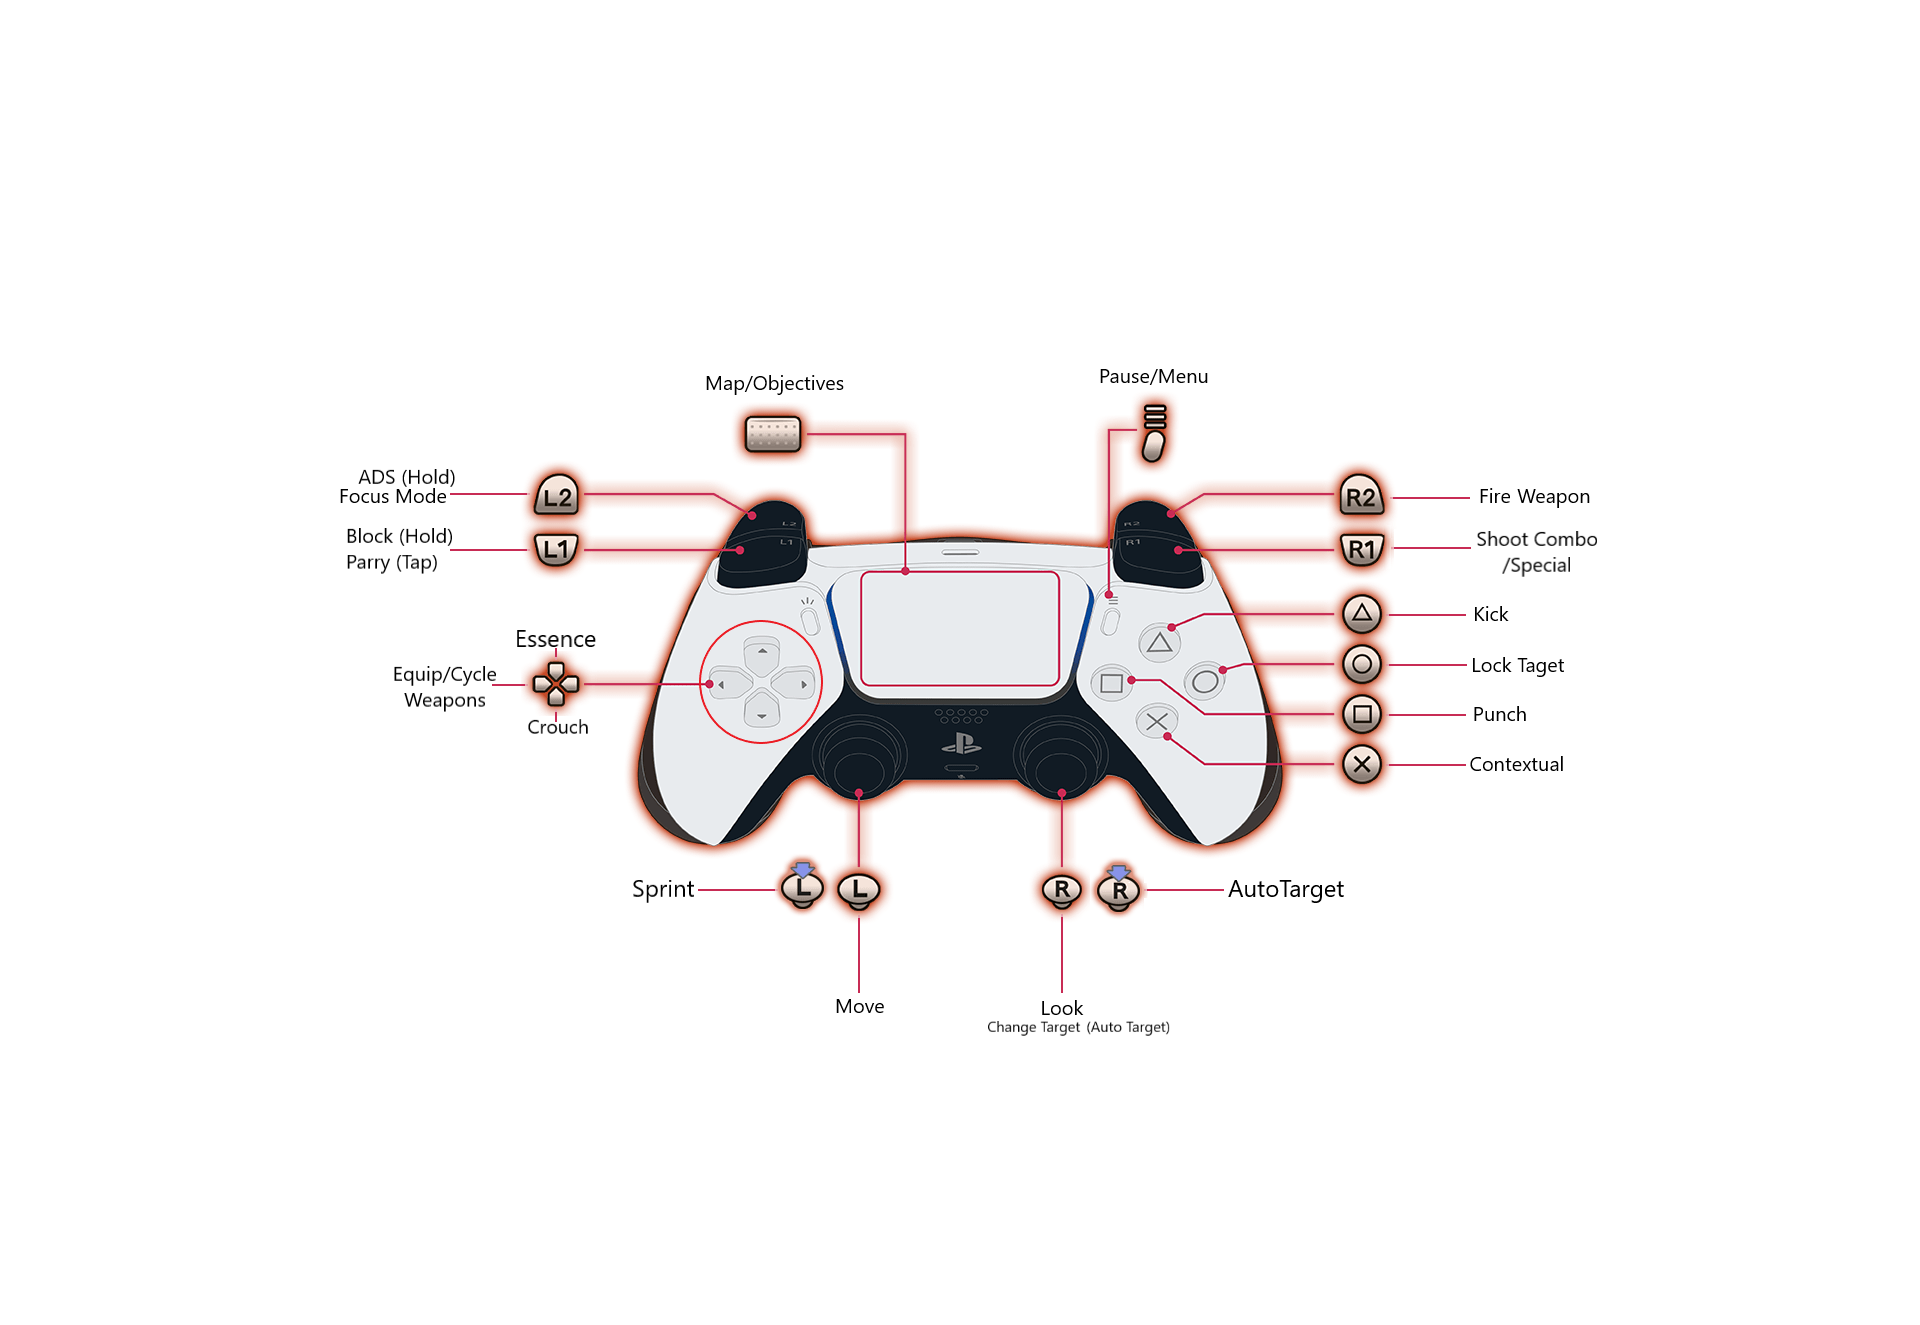 Pause/Menu
Map/Objectives
ADS (Hold)
Focus Mode
L2
R2
Fire Weapon
L2
R2
Block (Hold)
Parry (Tap)
L1
L1
R1
R1
Shoot Combo
/Special
Kick
Essence
Equip/Cycle
Weapons
Crouch
Lock Taget
Punch
Contextual
Sprint
L
L
R
R
AutoTarget
Move
Look
Change Target (Auto Target)